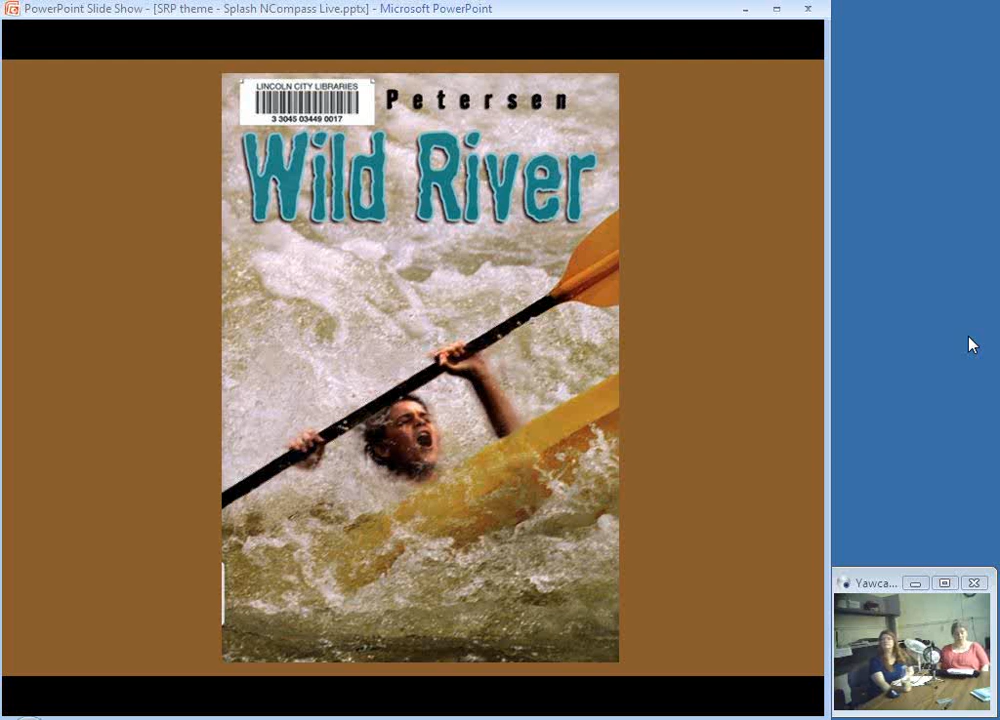 PowerPoint Slide Show - [SRP theme - Splash NCompass Live.pptx] - Microsoft PowerPoint
LINCOLN CITY LIBRARIES
3 3045 03449 0017
Petersen
Wild River
Yawca...